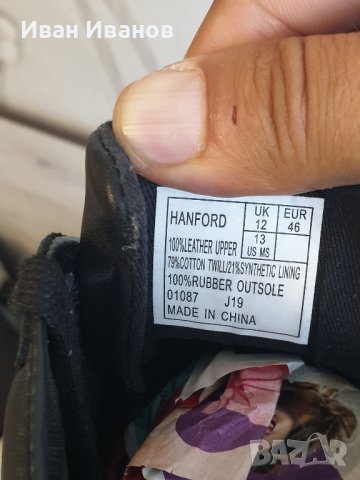 Иван Иванов
HANFORD
UK 12
EUR 46
13 US MS
100%LEATHER UPPER
79%COTTON TWILL/21%SYNTHETIC LINING
100%RUBBER OUTSOLE
01087 J19
MADE IN CHINA
BAZAR